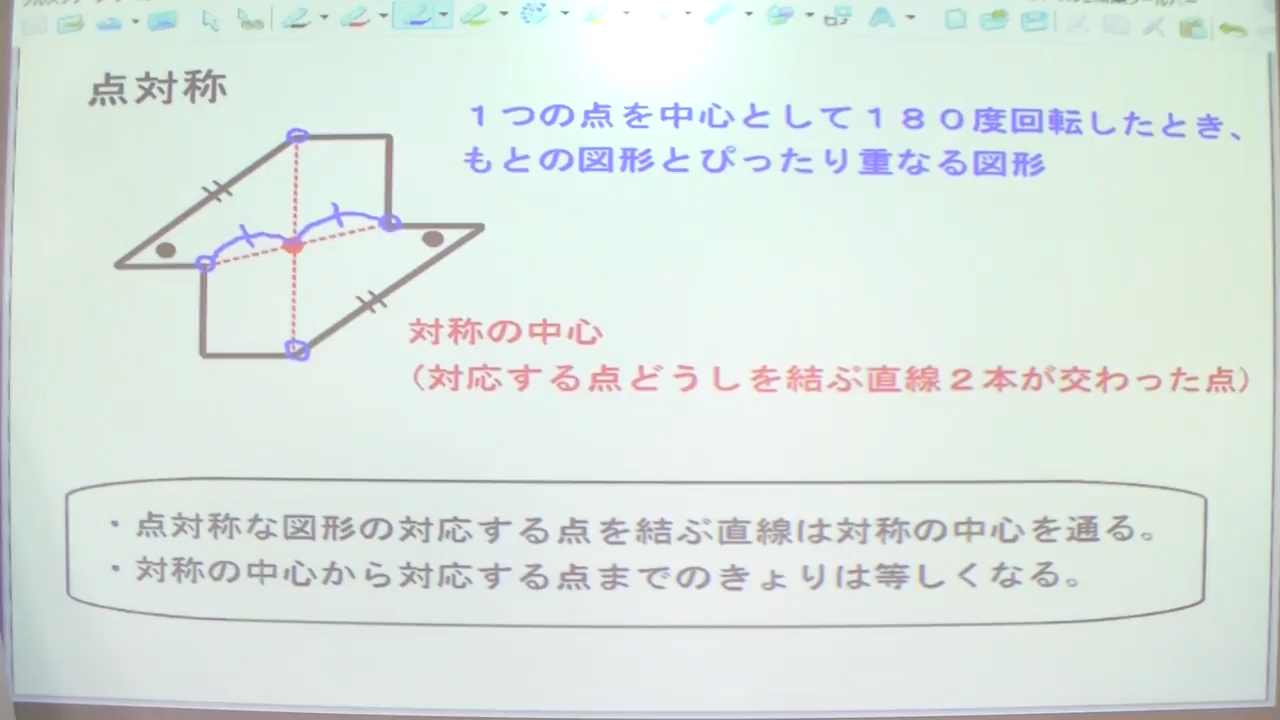 点対称
１つの点を中心として１８０度回転したとき、
もとの図形とぴったり重なる図形
対称の中心
（対応する点どうしを結ぶ直線２本が交わった点）
・点対称な図形の対応する点を結ぶ直線は対称の中心を通る。
・対称の中心から対応する点までのきょりは等しくなる。